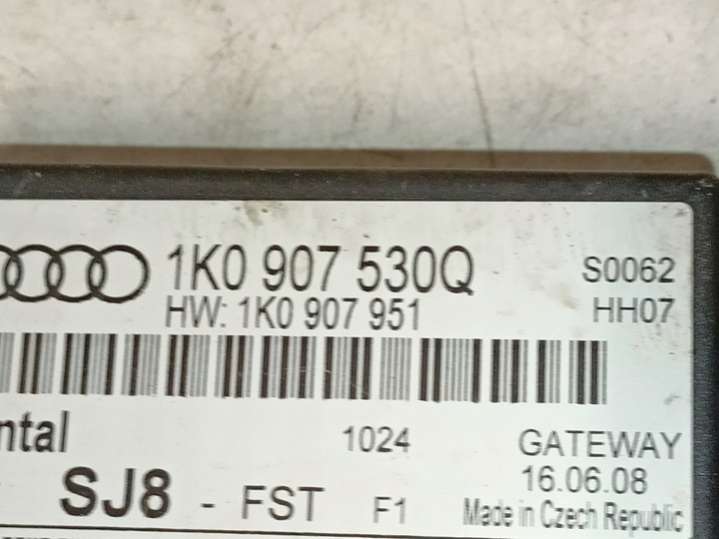 1K0 907 530Q S0062
HW: 1K0 907 951 HH07
ntal 1024 GATEWAY
16.06.08
SJ8 - FST F1 Made in Czech Republic